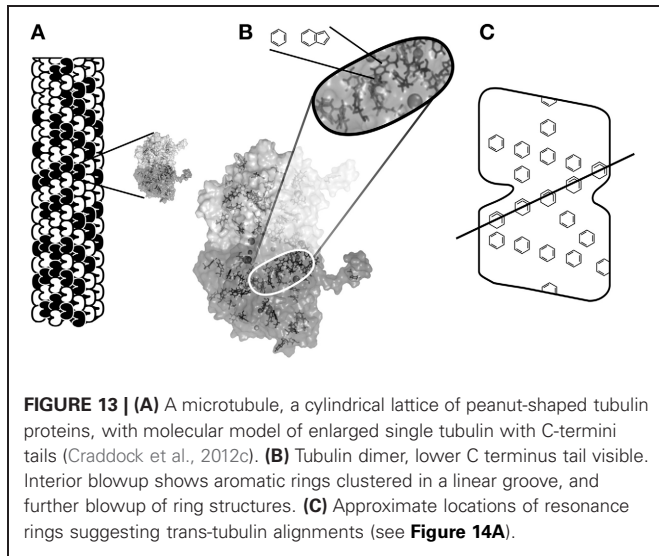 A B C
FIGURE 13 | (A) A microtubule, a cylindrical lattice of peanut-shaped tubulin
proteins, with molecular model of enlarged single tubulin with C-termini
tails (Craddock et al., 2012c). (B) Tubulin dimer, lower C terminus tail visible.
Interior blowup shows aromatic rings clustered in a linear groove, and
further blowup of ring structures. (C) Approximate locations of resonance
rings suggesting trans-tubulin alignments (see Figure 14A).